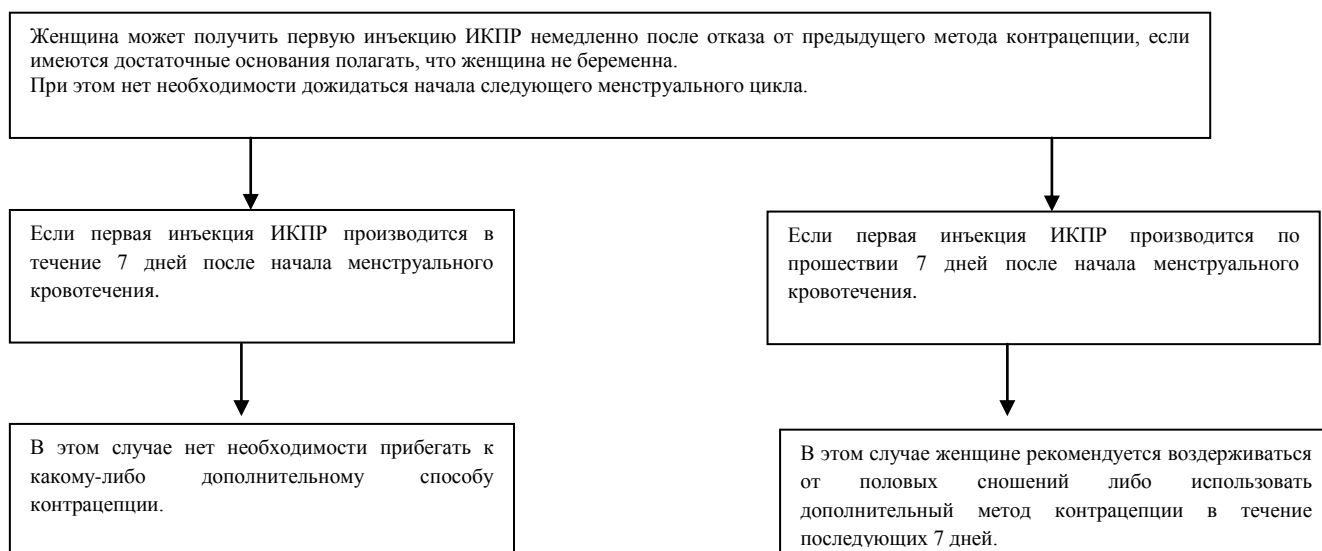 Женщина может получить первую инъекцию ИКПР немедленно после отказа от предыдущего метода контрацепции, если
имеются достаточные основания полагать, что женщина не беременна.
При этом нет необходимости дожидаться начала следующего менструального цикла.
Если первая инъекция ИКПР производится в
течение 7 дней после начала менструального
кровотечения.
Если первая инъекция ИКПР производится по
прошествии 7 дней после начала менструального
кровотечения.
В этом случае нет необходимости прибегать к
какому-либо дополнительному способу
контрацепции.
В этом случае женщине рекомендуется воздерживаться
от половых сношений либо использовать
дополнительный метод контрацепции в течение
последующих 7 дней.